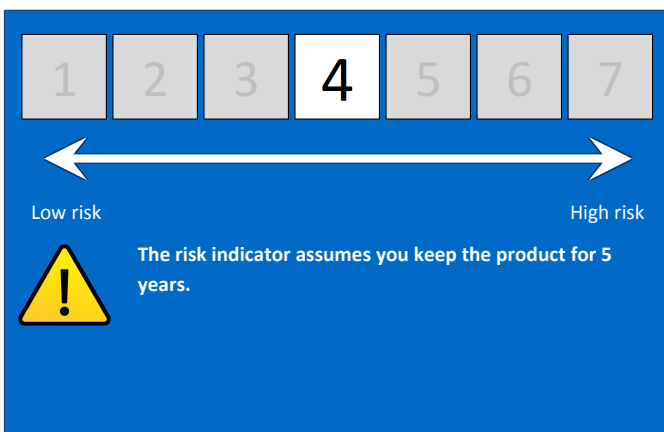 1 2 3 4 5 6 7
Low risk High risk
The risk indicator assumes you keep the product for 5
years.